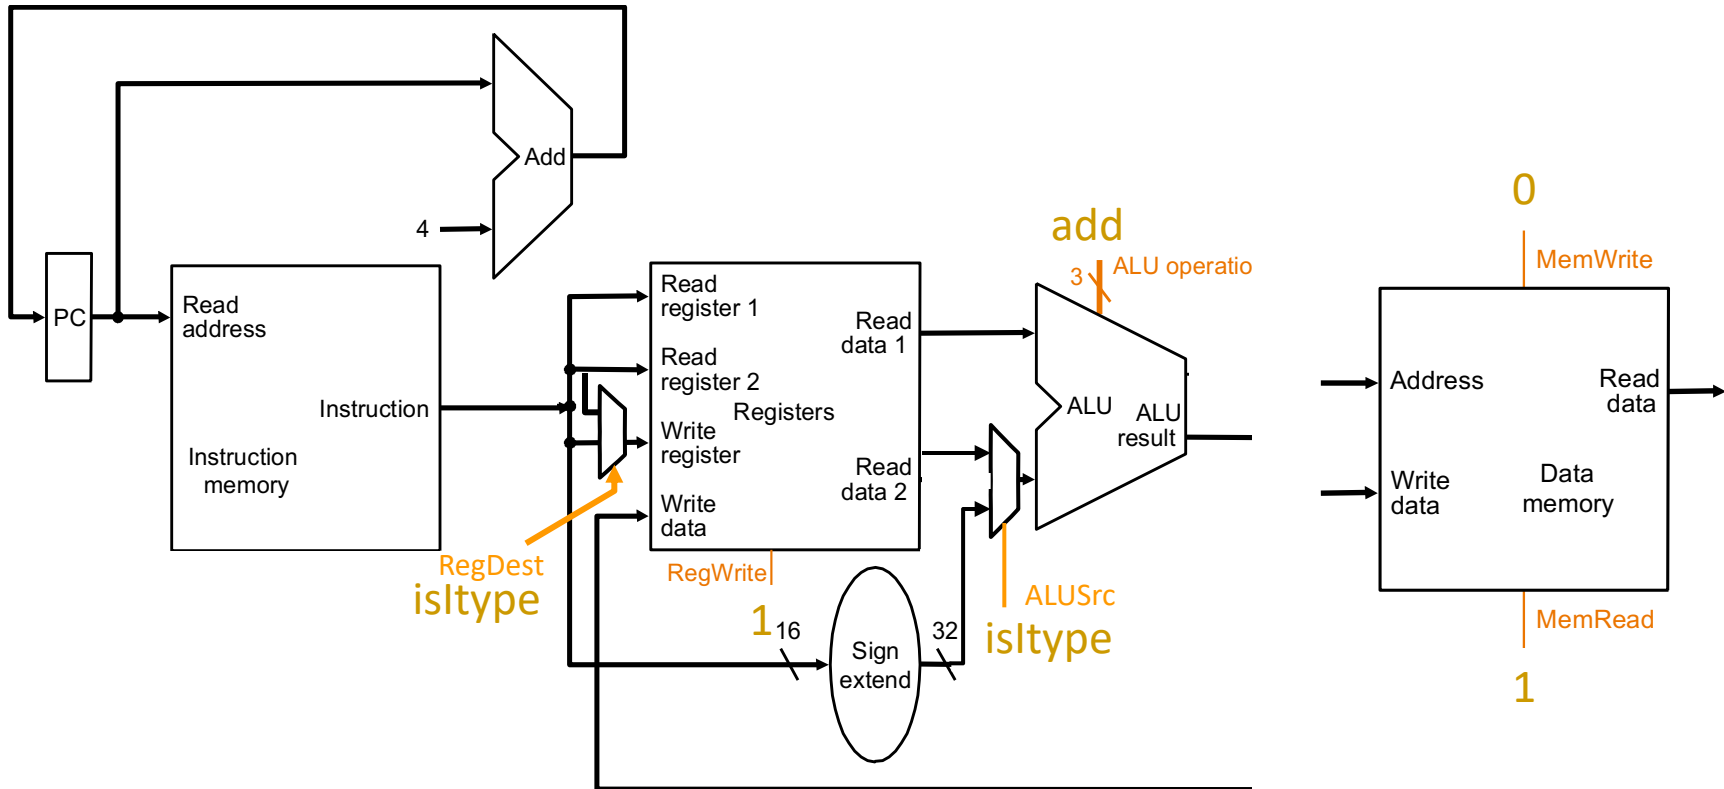 Add
4
PC
Read
address
Instruction
Instruction
memory
Read
register 1
Read
register 2
Registers
Write
register
Write
data
Read
data 1
Read
data 2
RegDest
isItype
RegWrite
1
16
Sign
extend
32
add
3
ALU operatio
ALU
ALU
result
ALUSrc
isItype
0
MemWrite
Address
Read
data
Write
data
Data
memory
MemRead
1